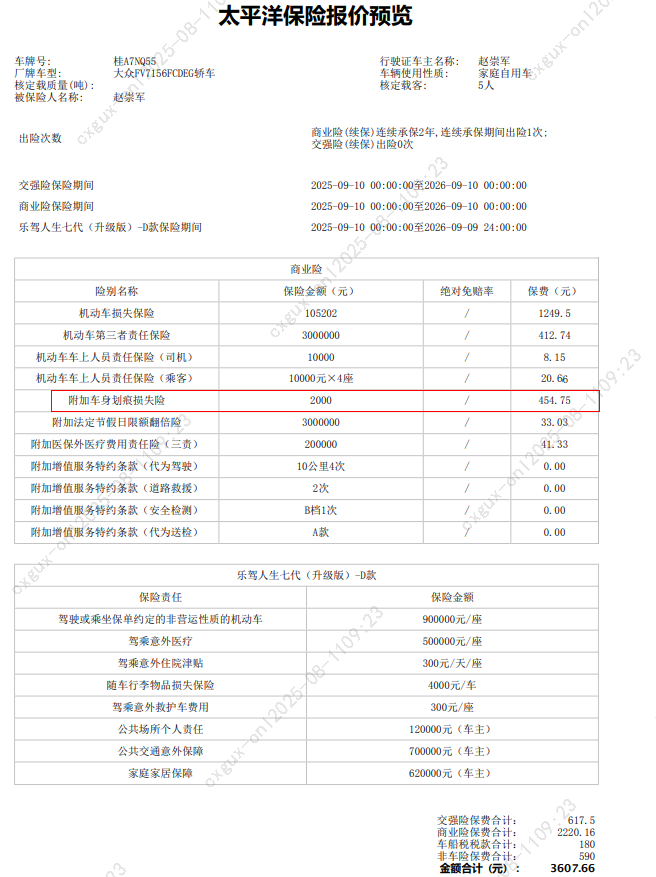 太平洋保险报价预览
车牌号: 桂A7NQ55 行驶证车主名称: 赵崇军
厂牌车型: 大众FV7156FCDEG轿车 车辆使用性质: 家庭自用车
核定载质量(吨): 核定载客: 5人
被保险人名称: 赵崇军
出险次数 商业险(续保)连续承保2年,连续承保期间出险1次;
交强险(续保)出险0次
交强险保险期间 2025-09-10 00:00:00至2026-09-10 00:00:00
商业险保险期间 2025-09-10 00:00:00至2026-09-10 00:00:00
乐驾人生七代（升级版）-D款保险期间 2025-09-10 00:00:00至2026-09-09 24:00:00
商业险
险别名称 保险金额（元） 绝对免赔率 保费（元）
机动车损失保险 105202 / 1249.5
机动车第三者责任保险 3000000 / 412.74
机动车车上人员责任保险（司机） 10000 / 8.15
机动车车上人员责任保险（乘客） 10000元×4座 / 20.66
附加车身划痕损失险 2000 / 454.75
附加法定节假日限额翻倍险 3000000 / 33.03
附加医保外医疗费用责任险（三责） 200000 / 41.33
附加增值服务特约条款（代为驾驶） 10公里4次 / 0.00
附加增值服务特约条款（道路救援） 2次 / 0.00
附加增值服务特约条款（安全检测） B档1次 / 0.00
附加增值服务特约条款（代为送检） A款 / 0.00
乐驾人生七代（升级版）-D款
保险责任 保险金额
驾驶或乘坐保单约定的非营运性质的机动车 900000元/座
驾乘意外医疗 500000元/座
驾乘意外住院津贴 300元/天/座
随车行李物品损失保险 4000元/车
驾乘意外救护车费用 300元/座
公共场所个人责任 120000元（车主）
公共交通意外保障 700000元（车主）
家庭家居保障 620000元（车主）
交强险保费合计: 617.5
商业险保费合计: 2220.16
车船税税款合计: 180
非车险保费合计: 590
金额合计（元）: 3607.66